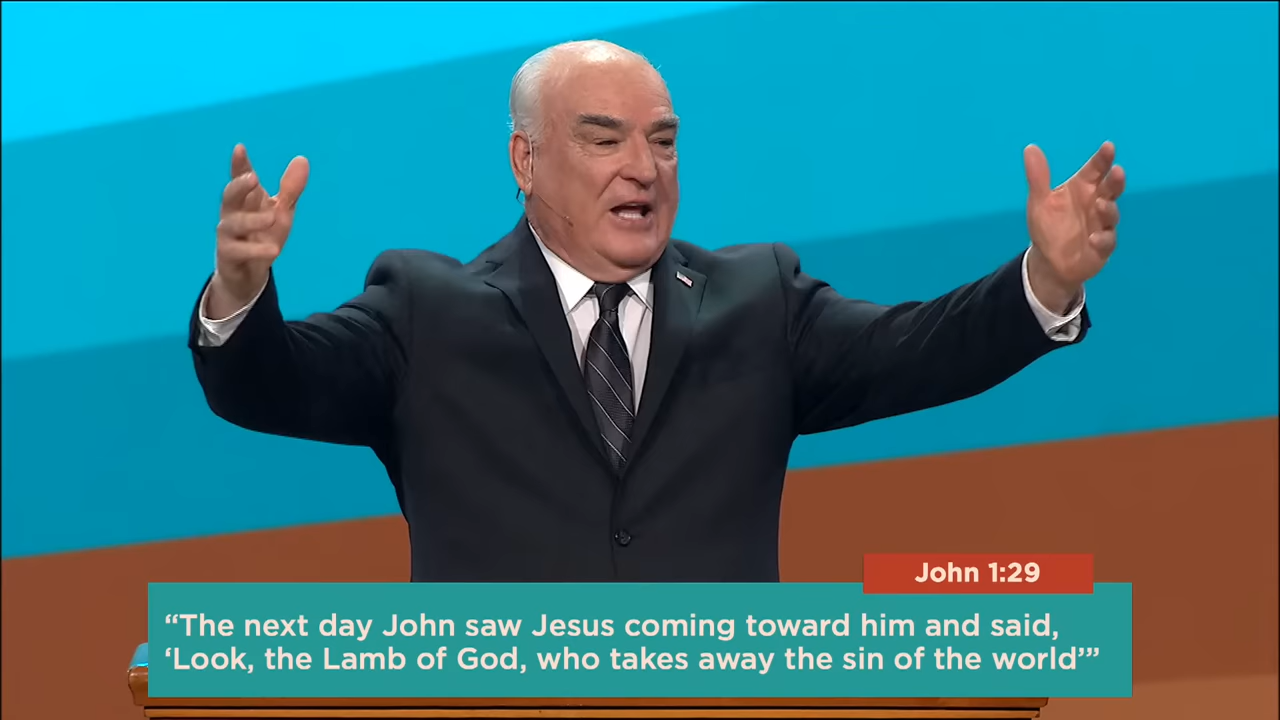 John 1:29
“The next day John saw Jesus coming toward him and said,
‘Look, the Lamb of God, who takes away the sin of the world’”